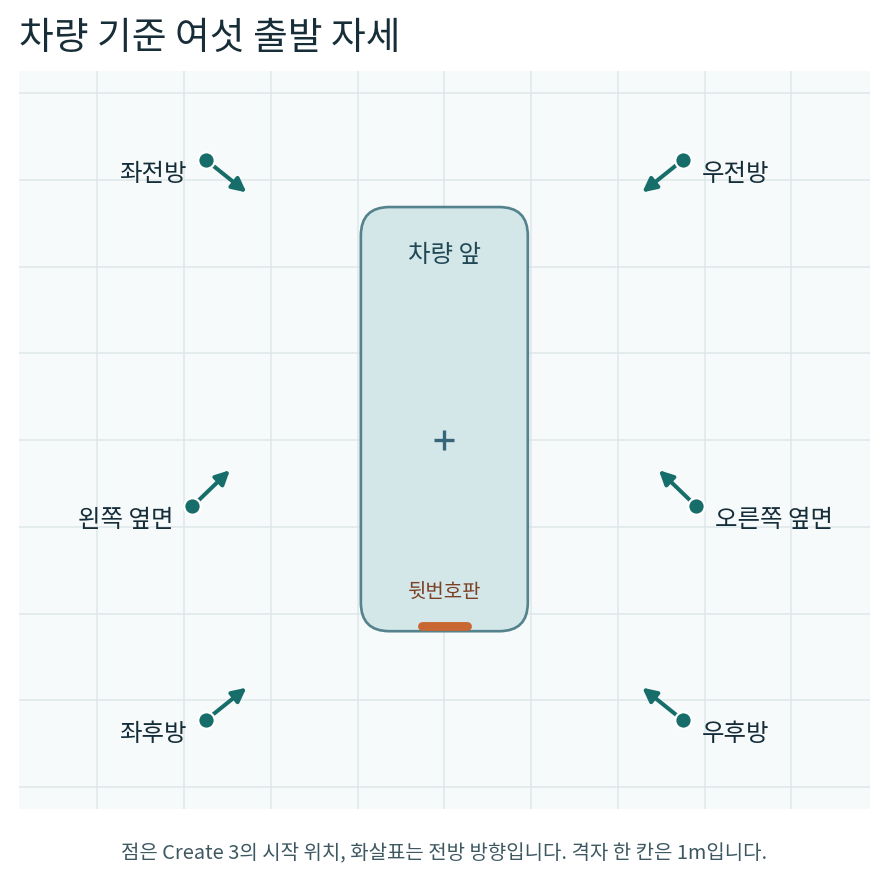 차량 기준 여섯 출발 자세
좌전방
우전방
차량 앞
왼쪽 옆면
오른쪽 옆면
뒷번호판
좌후방
우후방
점은 Create 3의 시작 위치, 화살표는 전방 방향입니다. 격자 한 칸은 1m입니다.